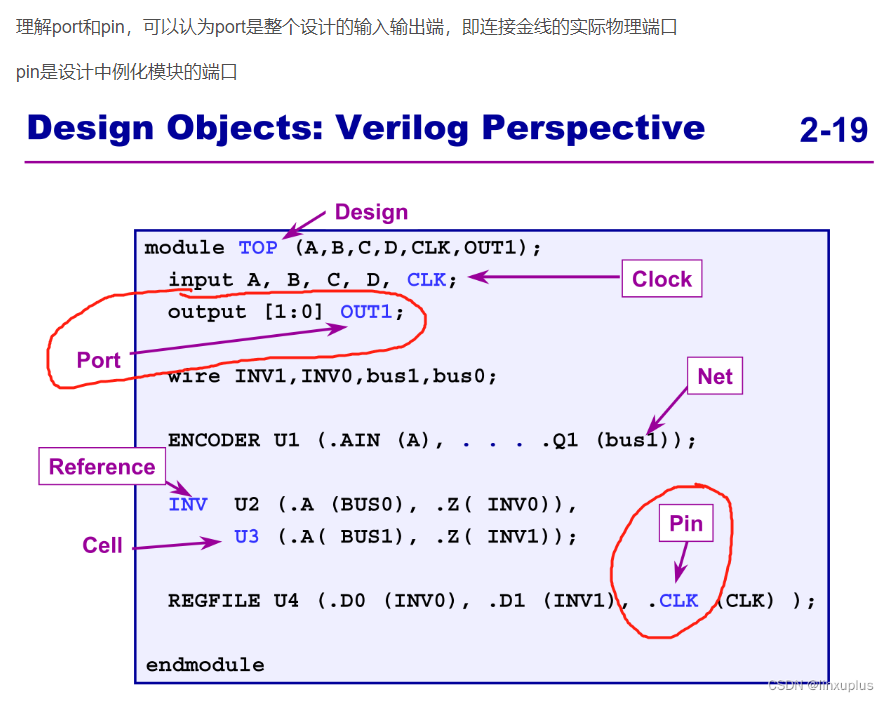 理解port和pin，可以认为port是整个设计的输入输出端，即连接金线的实际物理端口
pin是设计中例化模块的端口
Design Objects: Verilog Perspective 2-19
Design
module TOP (A,B,C,D,CLK,OUT1);
input A, B, C, D, CLK;
Clock
output [1:0] OUT1;
Port
wire INV1,INV0,bus1,bus0;
Net
ENCODER U1 (.AIN (A), . . . .Q1 (bus1));
Reference
INV U2 (.A (BUS0), .Z( INV0)),
Pin
Cell
U3 (.A( BUS1), .Z( INV1));
REGFILE U4 (.D0 (INV0), .D1 (INV1), .CLK (CLK) );
endmodule
CSDN @linxuplus